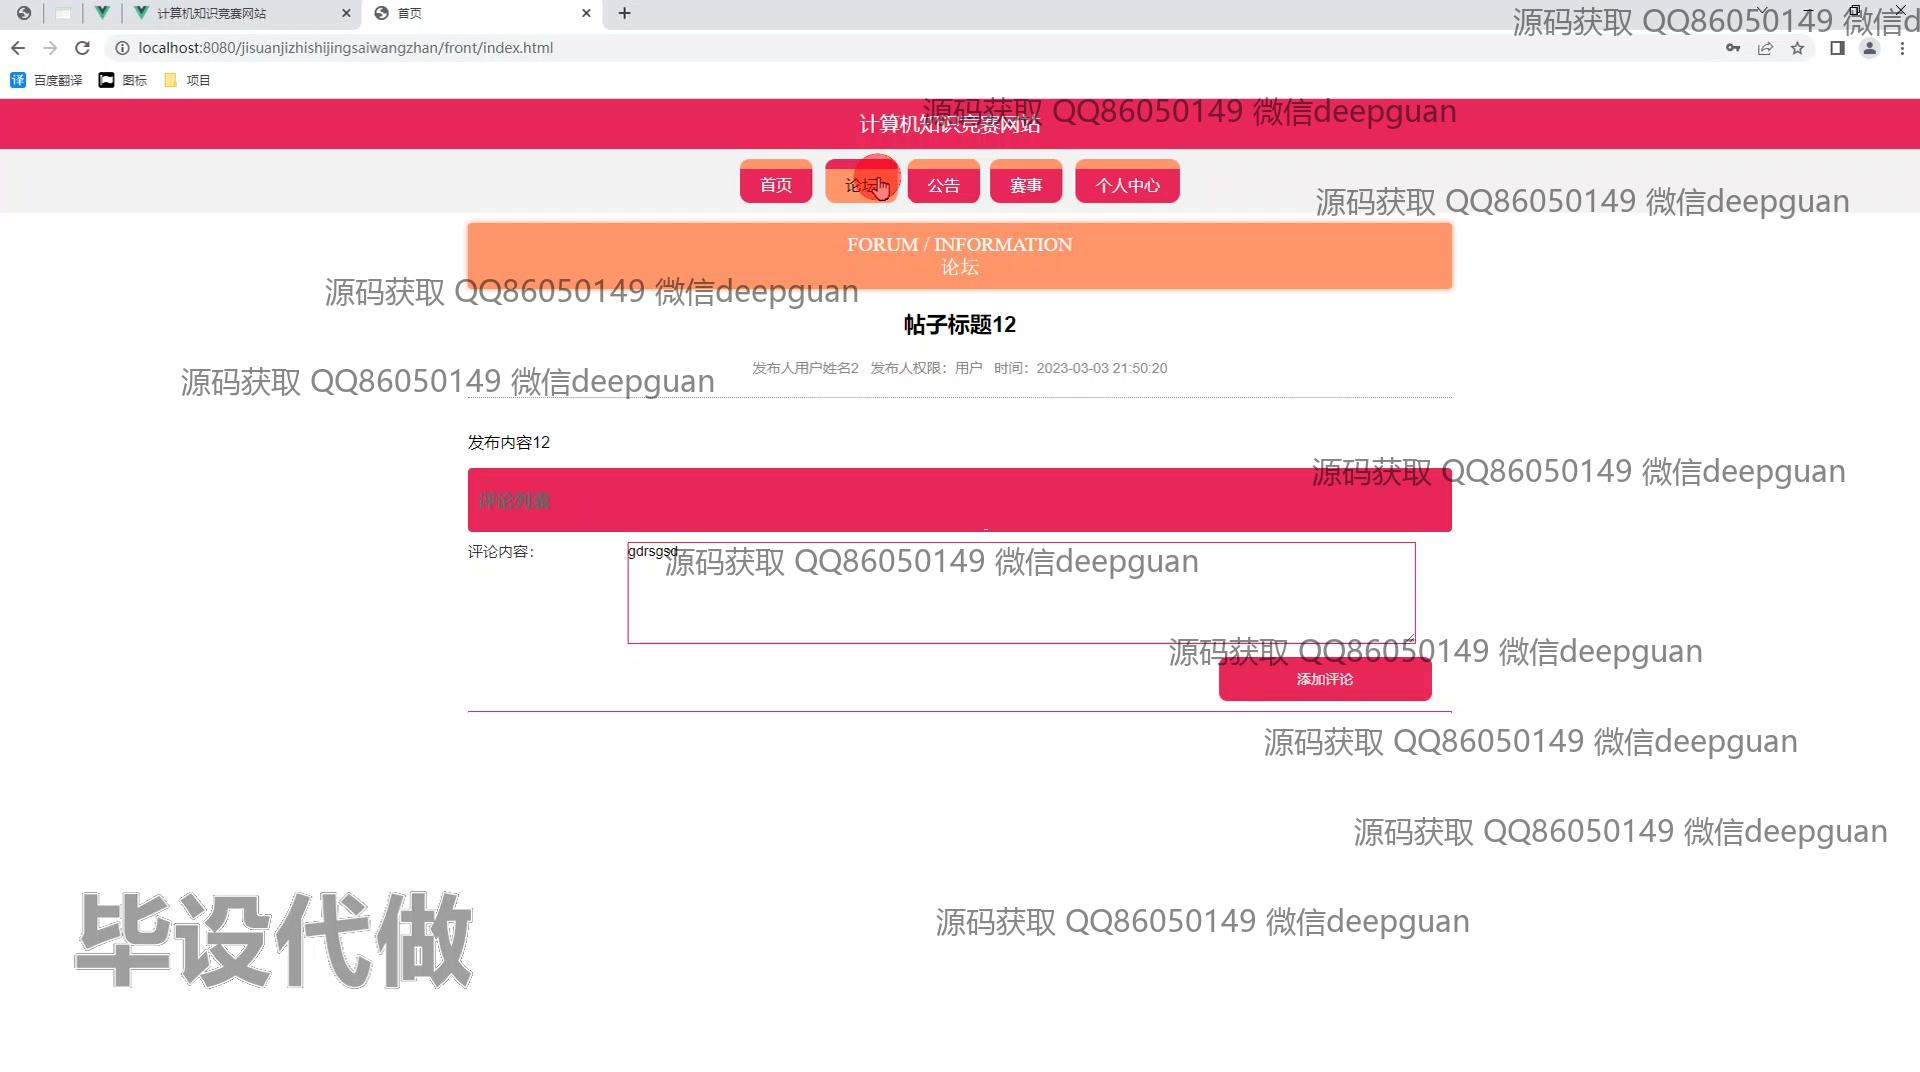 计算机知识竞赛网站
首页
源码获取 QQ86050149 微信d
localhost:8080/jisuanjizhishijingsaiwangzhan/front/index.html
百度翻译
图标
项目
计算机知识竞赛网站
源码获取 QQ86050149 微信deepguan
首页
论坛
公告
赛事
个人中心
源码获取 QQ86050149 微信deepguan
FORUM / INFORMATION
论坛
源码获取 QQ86050149 微信deepguan
帖子标题12
发布人用户姓名2 发布人权限：用户 时间：2023-03-03 21:50:20
源码获取 QQ86050149 微信deepguan
发布内容12
源码获取 QQ86050149 微信deepguan
评论列表
评论内容：
gdrsgsd
源码获取 QQ86050149 微信deepguan
源码获取 QQ86050149 微信deepguan
添加评论
源码获取 QQ86050149 微信deepguan
源码获取 QQ86050149 微信deepguan
源码获取 QQ86050149 微信deepguan
毕设代做